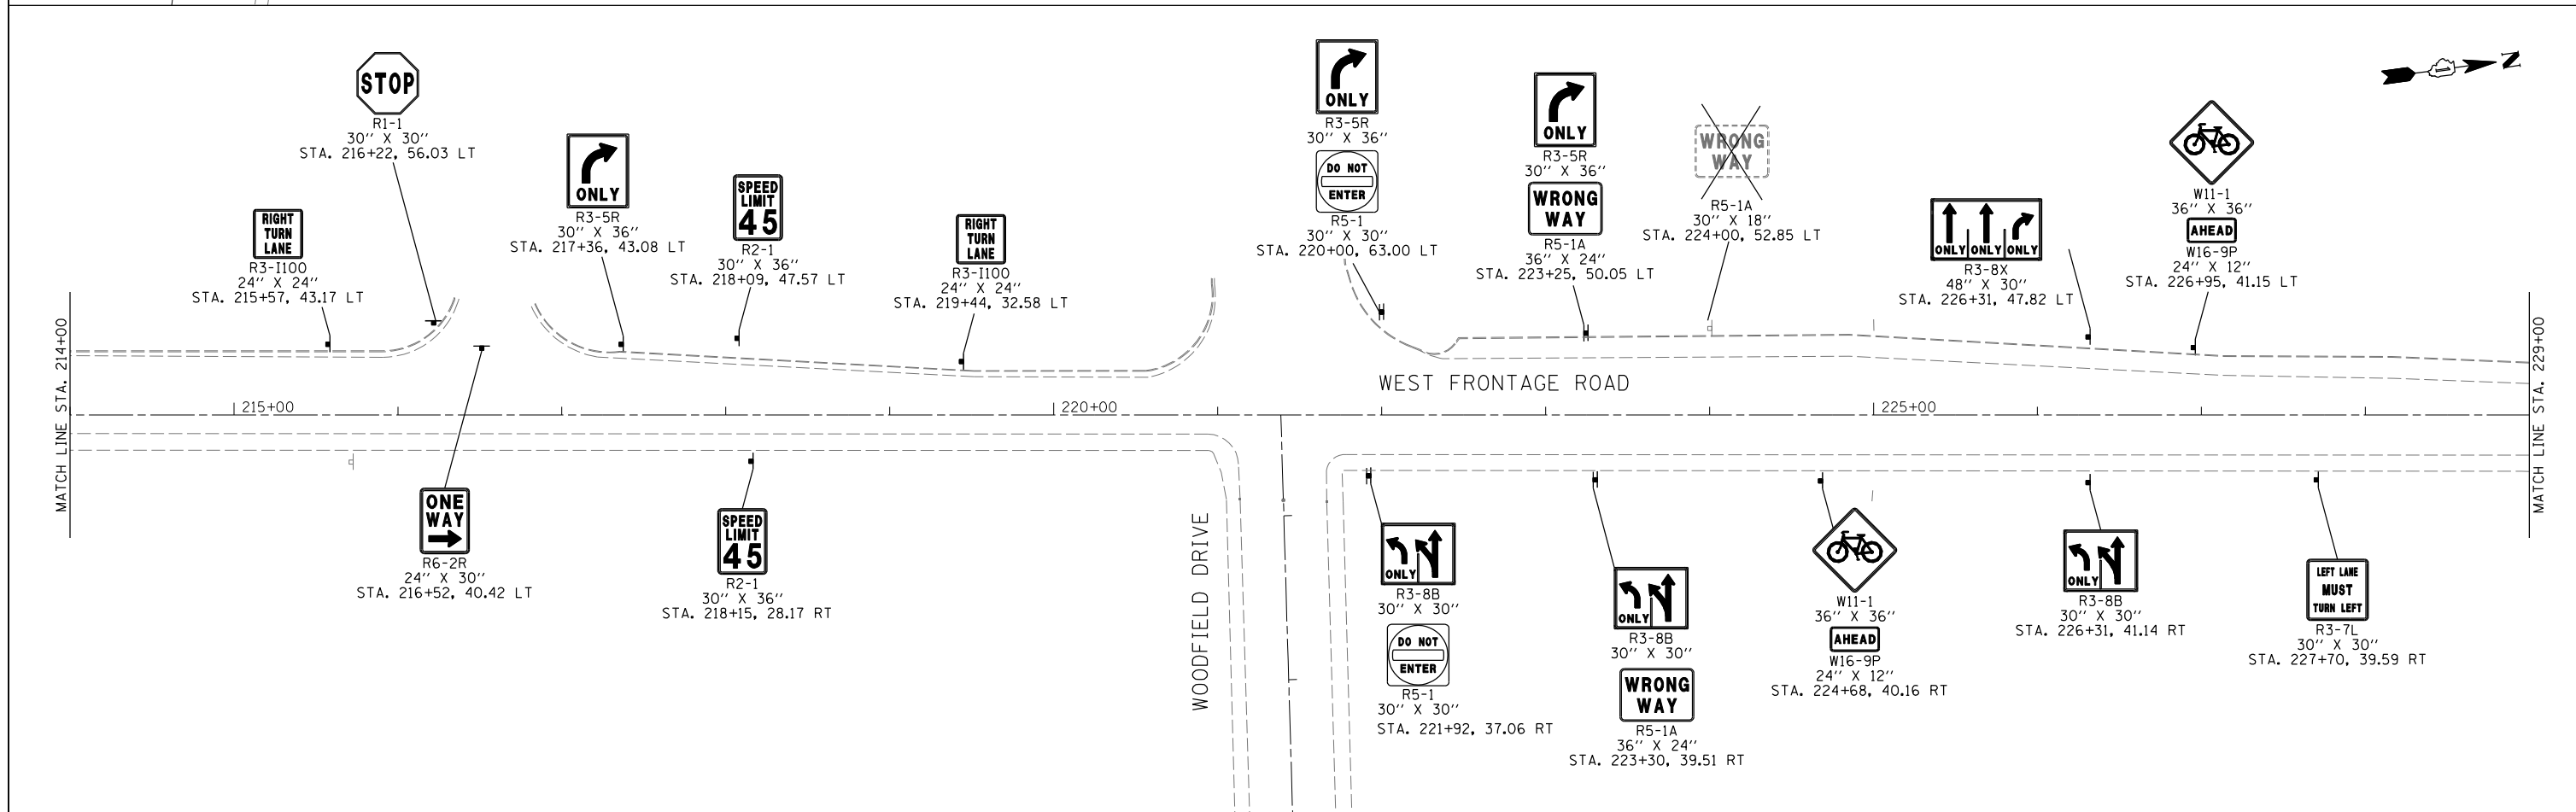 STOP
R1-1
30'' X 30''
STA. 216+22, 56.03 LT
RIGHT
TURN
LANE
R3-I100
24'' X 24''
STA. 215+57, 43.17 LT
ONLY
R3-5R
30'' X 36''
STA. 217+36, 43.08 LT
SPEED
LIMIT
45
R2-1
30'' X 36''
STA. 218+09, 47.57 LT
RIGHT
TURN
LANE
R3-I100
24'' X 24''
STA. 219+44, 32.58 LT
ONLY
R3-5R
30'' X 36''
DO NOT
ENTER
R5-1
30'' X 30''
STA. 220+00, 63.00 LT
ONLY
R3-5R
30'' X 36''
WRONG
WAY
R5-1A
36'' X 24''
STA. 223+25, 50.05 LT
WRONG
WAY
R5-1A
30'' X 18''
STA. 224+00, 52.85 LT
ONLY ONLY ONLY
R3-8X
48'' X 30''
STA. 226+31, 47.82 LT
W11-1
36'' X 36''
AHEAD
W16-9P
24'' X 12''
STA. 226+95, 41.15 LT
N
MATCH LINE STA. 214+00
WEST FRONTAGE ROAD
215+00
220+00
225+00
MATCH LINE STA. 229+00
ONE
WAY
R6-2R
24'' X 30''
STA. 216+52, 40.42 LT
SPEED
LIMIT
45
R2-1
30'' X 36''
STA. 218+15, 28.17 RT
WOODFIELD DRIVE
ONLY
R3-8B
30'' X 30''
DO NOT
ENTER
R5-1
30'' X 30''
STA. 221+92, 37.06 RT
ONLY
R3-8B
30'' X 30''
WRONG
WAY
R5-1A
36'' X 24''
STA. 223+30, 39.51 RT
W11-1
36'' X 36''
AHEAD
W16-9P
24'' X 12''
STA. 224+68, 40.16 RT
ONLY
R3-8B
30'' X 30''
STA. 226+31, 41.14 RT
LEFT LANE
MUST
TURN LEFT
R3-7L
30'' X 30''
STA. 227+70, 39.59 RT